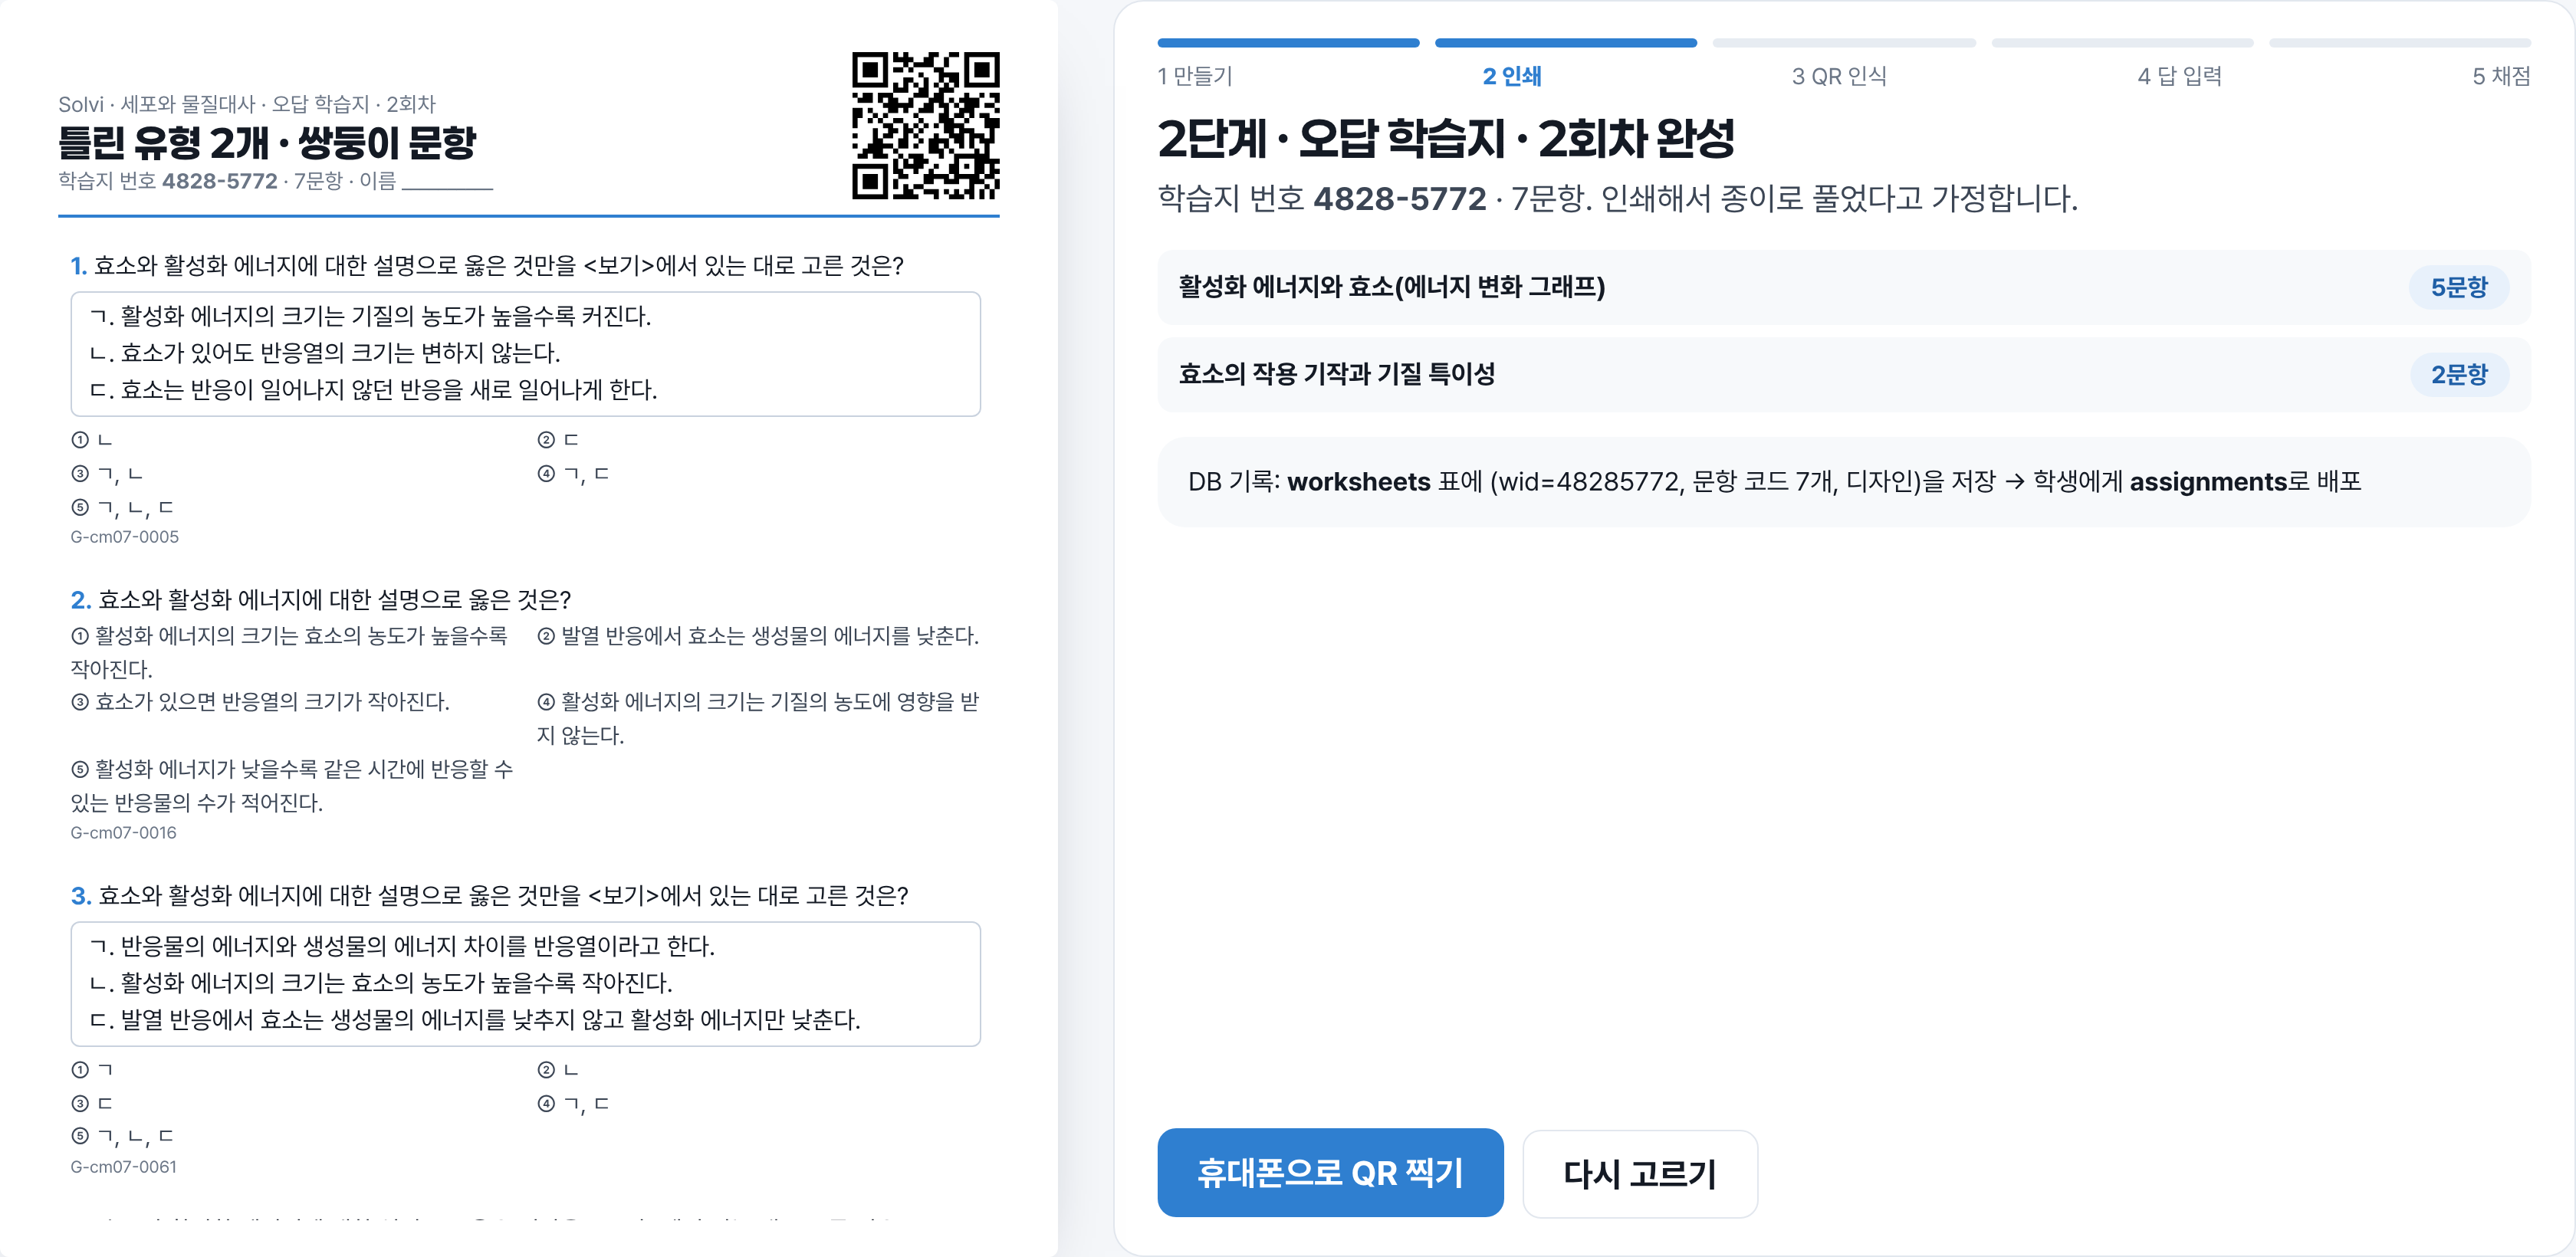 Solvi · 세포와 물질대사 · 오답 학습지 · 2회차
틀린 유형 2개 · 쌍둥이 문항
학습지 번호 4828-5772 · 7문항 · 이름 ________
1. 효소와 활성화 에너지에 대한 설명으로 옳은 것만을 <보기>에서 있는 대로 고른 것은?
ㄱ. 활성화 에너지의 크기는 기질의 농도가 높을수록 커진다.
ㄴ. 효소가 있어도 반응열의 크기는 변하지 않는다.
ㄷ. 효소는 반응이 일어나지 않던 반응을 새로 일어나게 한다.
① ㄴ
② ㄷ
③ ㄱ, ㄴ
④ ㄱ, ㄷ
⑤ ㄱ, ㄴ, ㄷ
G-cm07-0005
2. 효소와 활성화 에너지에 대한 설명으로 옳은 것은?
① 활성화 에너지의 크기는 효소의 농도가 높을수록
작아진다.
② 발열 반응에서 효소는 생성물의 에너지를 낮춘다.
③ 효소가 있으면 반응열의 크기가 작아진다.
④ 활성화 에너지의 크기는 기질의 농도에 영향을 받
지 않는다.
⑤ 활성화 에너지가 낮을수록 같은 시간에 반응할 수
있는 반응물의 수가 적어진다.
G-cm07-0016
3. 효소와 활성화 에너지에 대한 설명으로 옳은 것만을 <보기>에서 있는 대로 고른 것은?
ㄱ. 반응물의 에너지와 생성물의 에너지 차이를 반응열이라고 한다.
ㄴ. 활성화 에너지의 크기는 효소의 농도가 높을수록 작아진다.
ㄷ. 발열 반응에서 효소는 생성물의 에너지를 낮추지 않고 활성화 에너지만 낮춘다.
① ㄱ
② ㄴ
③ ㄷ
④ ㄱ, ㄷ
⑤ ㄱ, ㄴ, ㄷ
G-cm07-0061
1 만들기
2 인쇄
3 QR 인식
4 답 입력
5 채점
2단계 · 오답 학습지 · 2회차 완성
학습지 번호 4828-5772 · 7문항. 인쇄해서 종이로 풀었다고 가정합니다.
활성화 에너지와 효소(에너지 변화 그래프)
5문항
효소의 작용 기작과 기질 특이성
2문항
DB 기록: worksheets 표에 (wid=48285772, 문항 코드 7개, 디자인)을 저장 → 학생에게 assignments로 배포
휴대폰으로 QR 찍기
다시 고르기